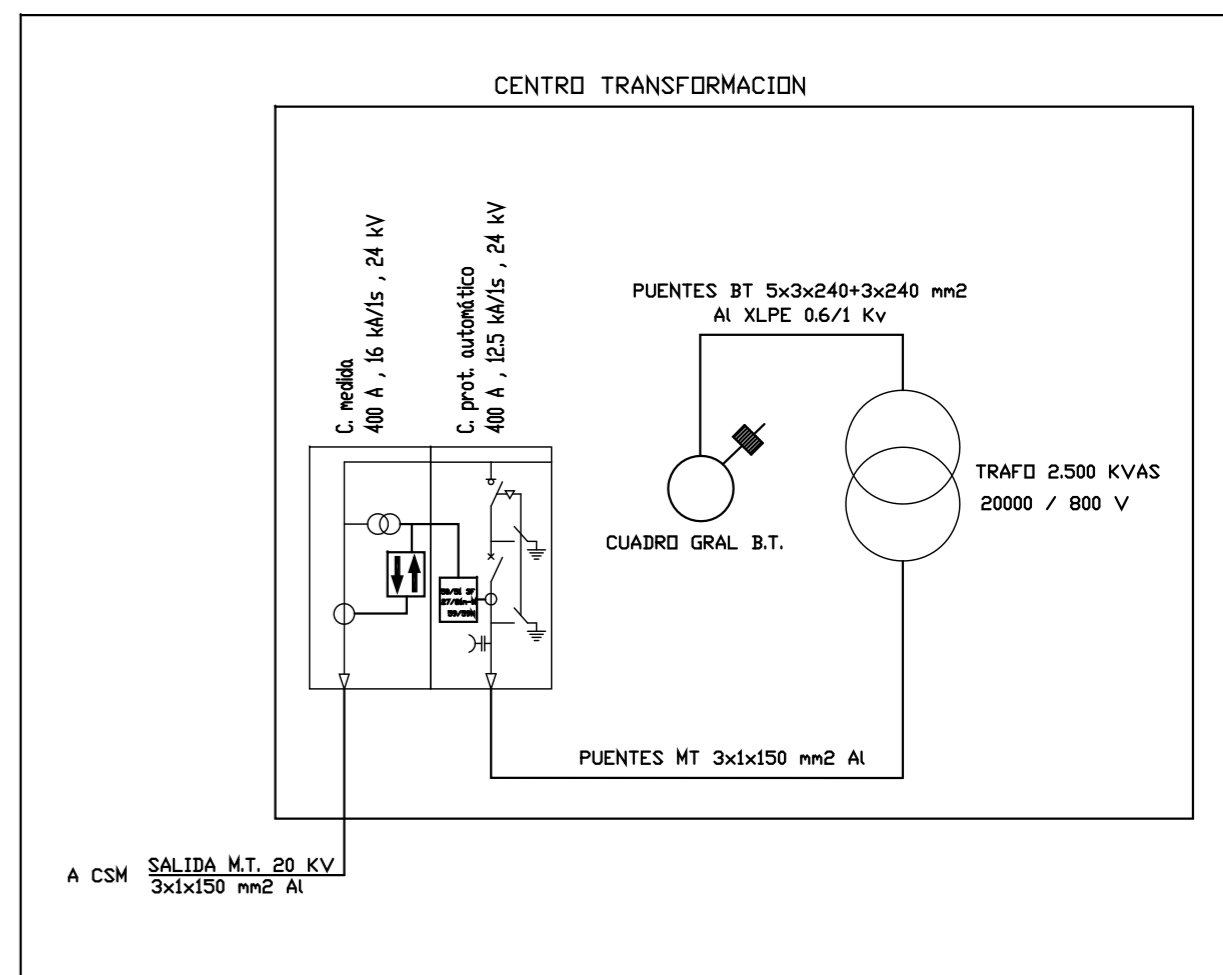 CENTRO TRANSFORMACION
C. medida
400 A , 16 kA/1s , 24 kV
C. prot. automático
400 A , 12.5 kA/1s , 24 kV
PUENTES BT 5x3x240+3x240 mm2
Al XLPE 0.6/1 Kv
TRAFO 2.500 KVAS
20000 / 800 V
CUADRO GRAL B.T.
PUENTES MT 3x1x150 mm2 Al
A CSM
SALIDA M.T. 20 KV
3x1x150 mm2 Al